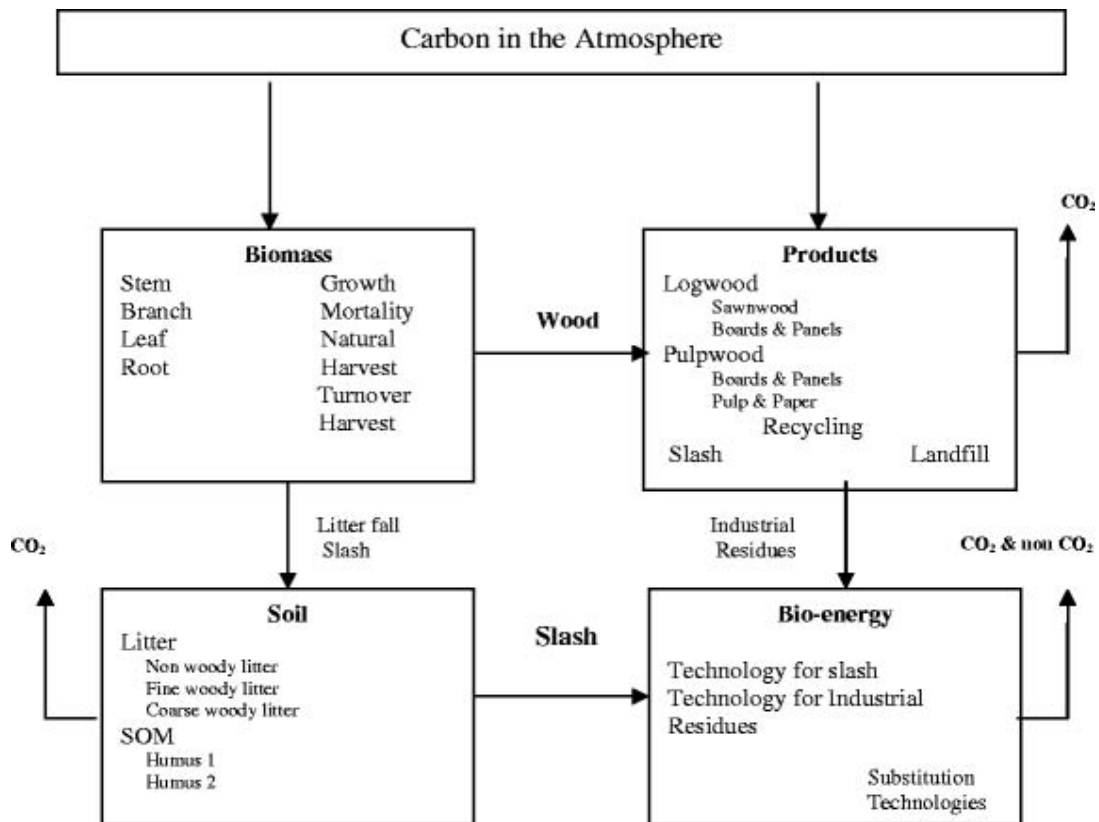 Carbon in the Atmosphere
CO₂
Biomass
Stem
Branch
Leaf
Root
Growth
Mortality
Natural
Harvest
Turnover
Harvest
Wood
Products
Logwood
Sawnwood
Boards & Panels
Pulpwood
Boards & Panels
Pulp & Paper
Recycling
Slash
Landfill
Litter fall
Slash
Industrial
Residues
CO₂
CO₂ & non CO₂
Soil
Litter
Non woody litter
Fine woody litter
Coarse woody litter
SOM
Humus 1
Humus 2
Slash
Bio-energy
Technology for slash
Technology for Industrial
Residues
Substitution
Technologies